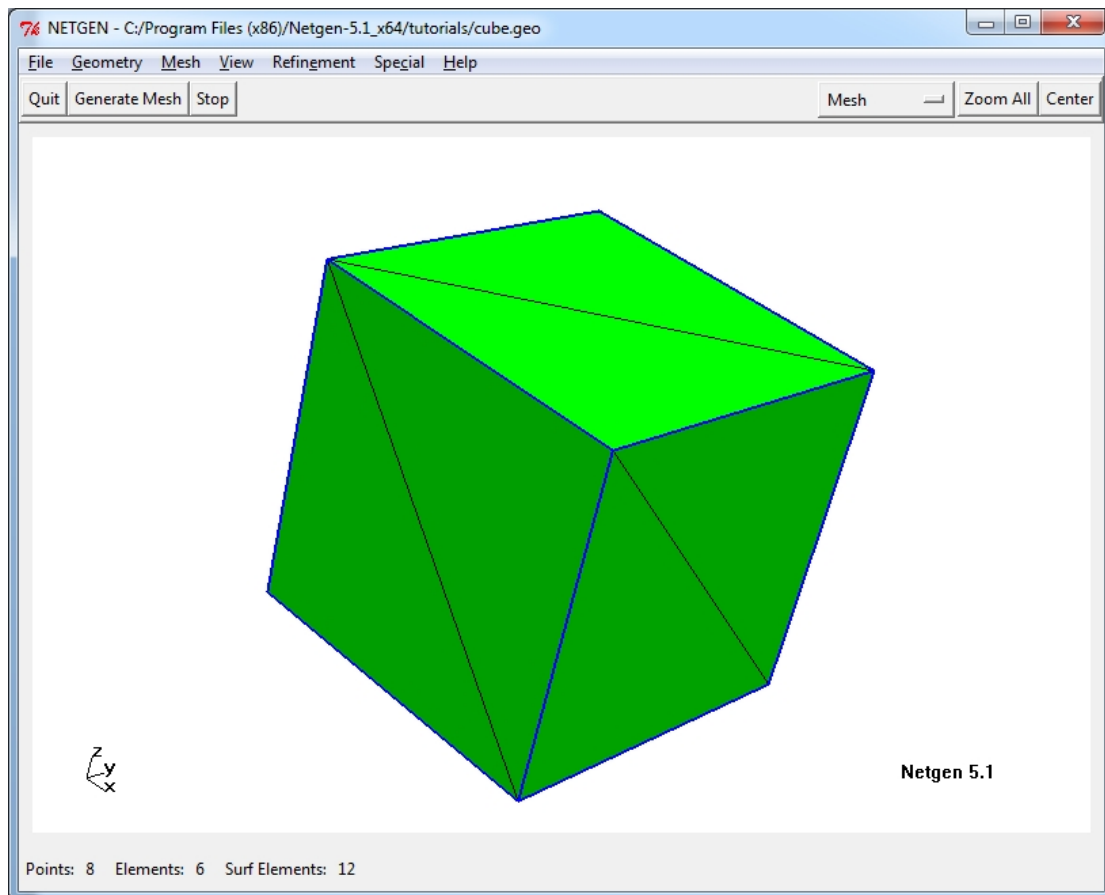 NETGEN - C:/Program Files (x86)/Netgen-5.1_x64/tutorials/cube.geo
File Geometry Mesh View Refinement Special Help
Quit Generate Mesh Stop Mesh Zoom All Center
z
y
x
Netgen 5.1
Points: 8 Elements: 6 Surf Elements: 12